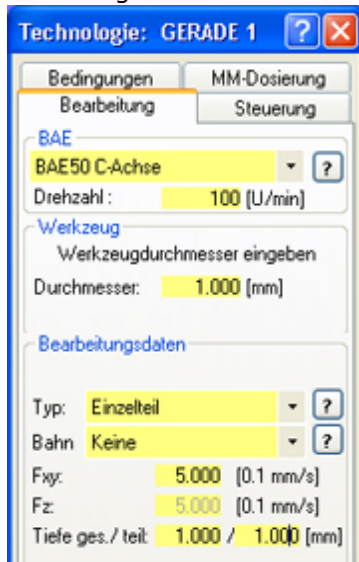 Technologie: GERADE 1 ? X
Bedingungen MM-Dosierung
Bearbeitung Steuerung
BAE
BAE50 C-Achse ?
Drehzahl : 100 [U/min]
Werkzeug
Werkzeugdurchmesser eingeben
Durchmesser: 1.000 [mm]
Bearbeitungsdaten
Typ: Einzelteil ?
Bahn Keine ?
Fxy: 5.000 [0.1 mm/s]
Fz: 5.000 [0.1 mm/s]
Tiefe ges./ teil: 1.000 / 1.000 [mm]